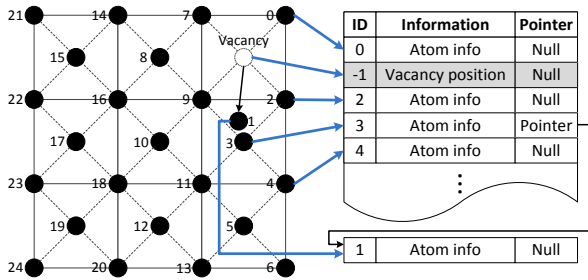 21 14 7 0
Vacancy
15 8
22 16 9 2
1
17 10 3
23 18 11 4
19 12 5
24 20 13 6
ID Information Pointer
0 Atom info Null
-1 Vacancy position Null
2 Atom info Null
3 Atom info Pointer
4 Atom info Null
⋮
1 Atom info Null